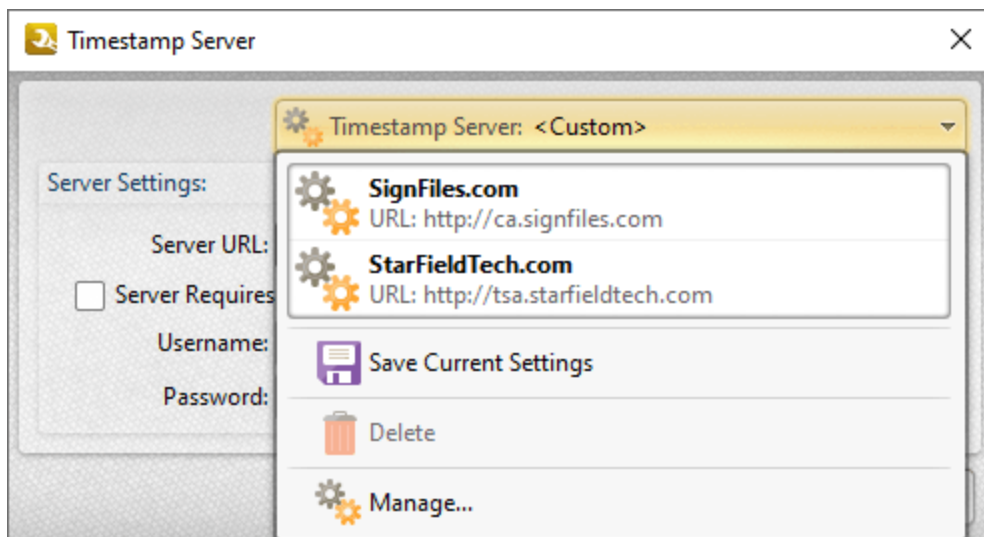 Timestamp Server
Timestamp Server: <Custom>
Server Settings:
SignFiles.com
URL: http://ca.signfiles.com
Server URL:
StarFieldTech.com
URL: http://tsa.starfieldtech.com
Server Requires
Username:
Save Current Settings
Password:
Delete
Manage...